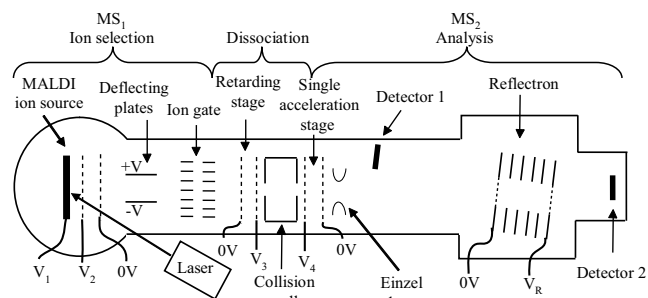 MS1
Ion selection
Dissociation
MS2
Analysis
MALDI
ion source
Deflecting
plates
Ion gate
Retarding
stage
Single
acceleration
stage
Detector 1
Reflectron
+V
-V
V1
V2
0V
Laser
0V
V3
Collision
V4
0V
Einzel
0V
VR
Detector 2